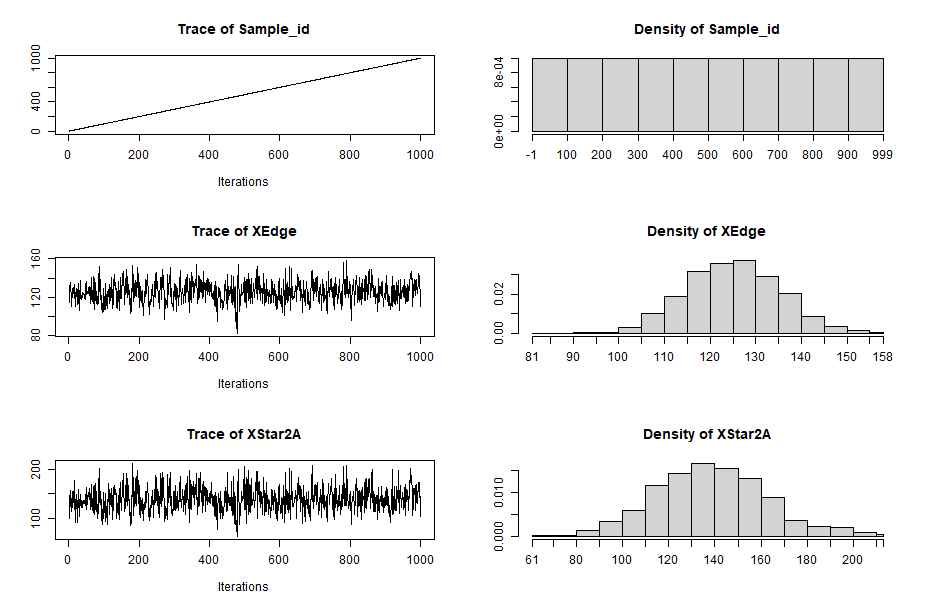 Trace of Sample_id
0 400 1000
0 200 400 600 800 1000
Iterations
Density of Sample_id
0e+00 8e-04
-1 100 200 300 400 500 600 700 800 900 999
Trace of XEdge
80 120 160
0 200 400 600 800 1000
Iterations
Density of XEdge
0.00 0.02
81 90 100 110 120 130 140 150 158
Trace of XStar2A
100 200
0 200 400 600 800 1000
Iterations
Density of XStar2A
0.000 0.010
61 80 100 120 140 160 180 200